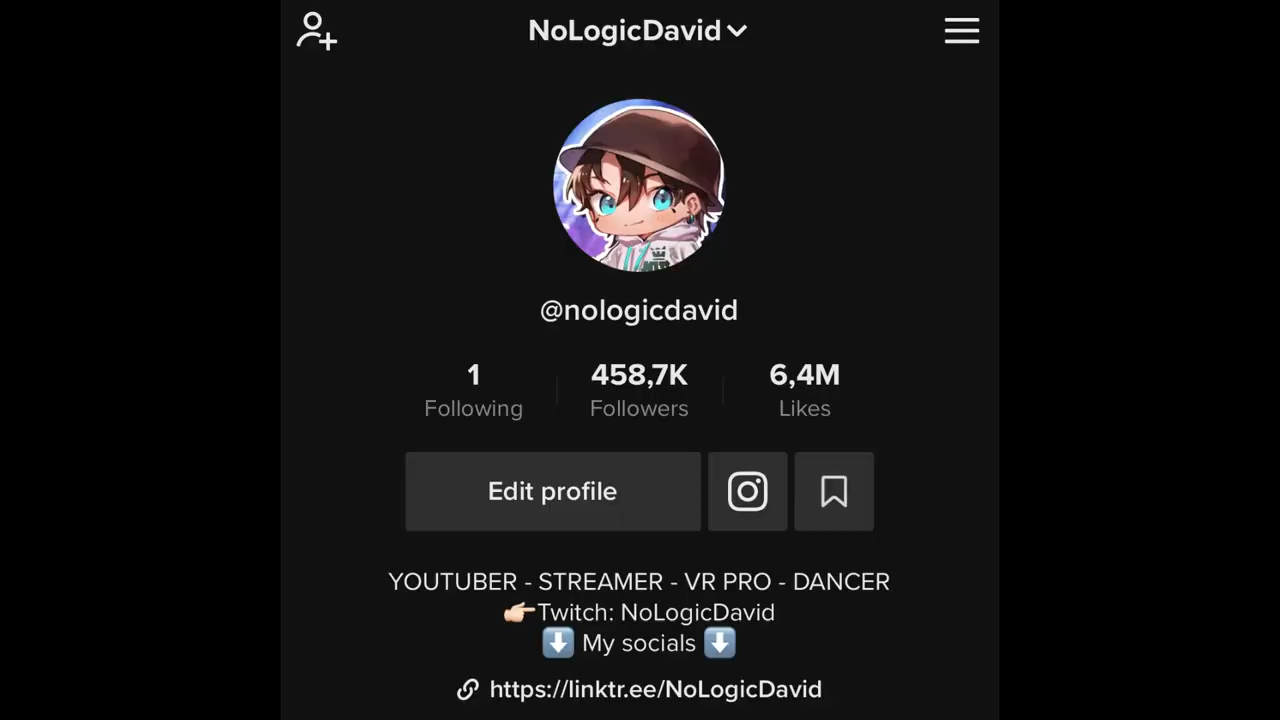 NoLogicDavid
@nologicdavid
1 458,7K 6,4M
Following Followers Likes
Edit profile
YOUTUBER - STREAMER - VR PRO - DANCER
👉🏻Twitch: NoLogicDavid
⬇️ My socials ⬇️
https://linktr.ee/NoLogicDavid